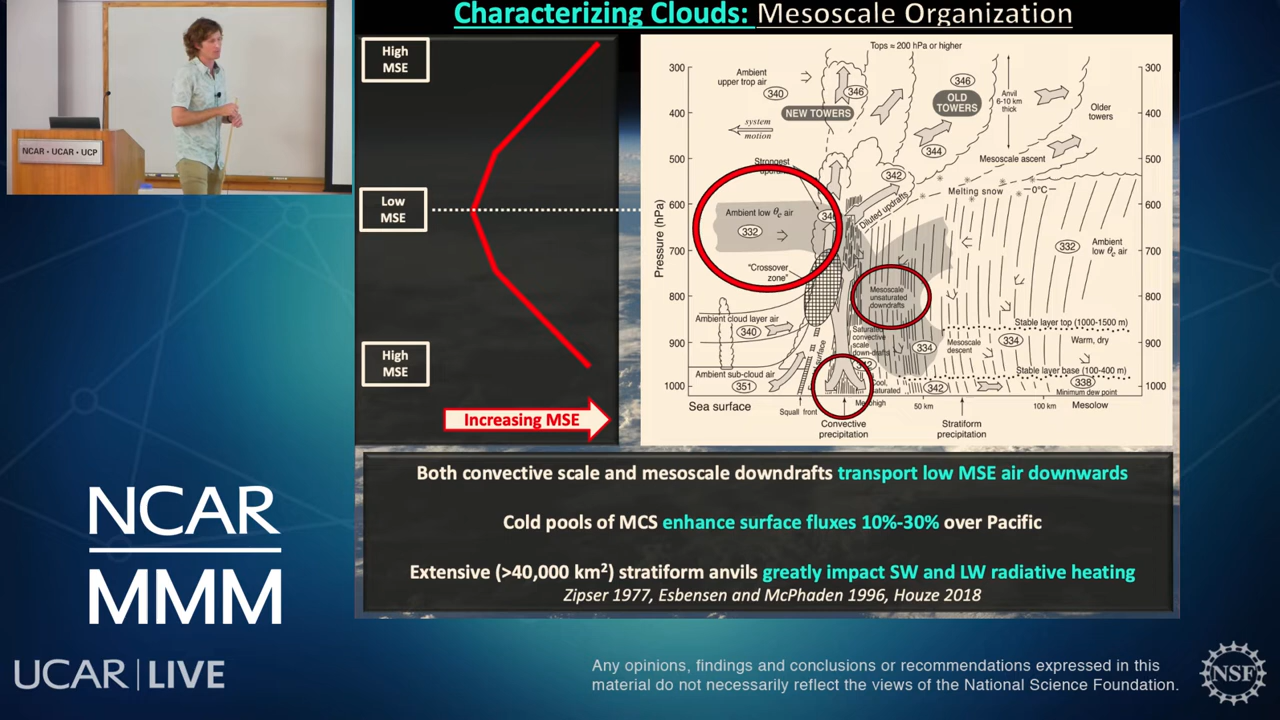 Characterizing Clouds: Mesoscale Organization
NCAR • UCAR • UCP
High
MSE
Low
MSE
High
MSE
Increasing MSE
Tops ≈ 200 hPa or higher
300
400
500
600
700
800
900
1000
Pressure (hPa)
Ambient
upper trop air
340
346
NEW TOWERS
346
OLD
TOWERS
Anvil
6-10 km
thick
Older
towers
system
motion
344
Mesoscale ascent
Strongest
342
Melting snow
0°C
Diluted updrafts
Ambient low θe air
332
"Crossover
zone"
332
Ambient
low θe air
Mesoscale
unsaturated
downdrafts
Ambient cloud layer air
340
Saturated
convective
scale
down-drafts
334
Mesoscale
descent
334
Stable layer top (1000-1500 m)
Warm, dry
Ambient sub-cloud air
351
342
Stable layer base (100-400 m)
338
Minimum dew point
300
400
500
600
700
800
900
1000
Sea surface
Squall front
50 km
100 km
Mesolow
Convective
precipitation
Stratiform
precipitation
Both convective scale and mesoscale downdrafts transport low MSE air downwards
Cold pools of MCS enhance surface fluxes 10%-30% over Pacific
Extensive (>40,000 km²) stratiform anvils greatly impact SW and LW radiative heating
Zipser 1977, Esbensen and McPhaden 1996, Houze 2018
NCAR
MMM
UCAR | LIVE
Any opinions, findings and conclusions or recommendations expressed in this
material do not necessarily reflect the views of the National Science Foundation.
NSF